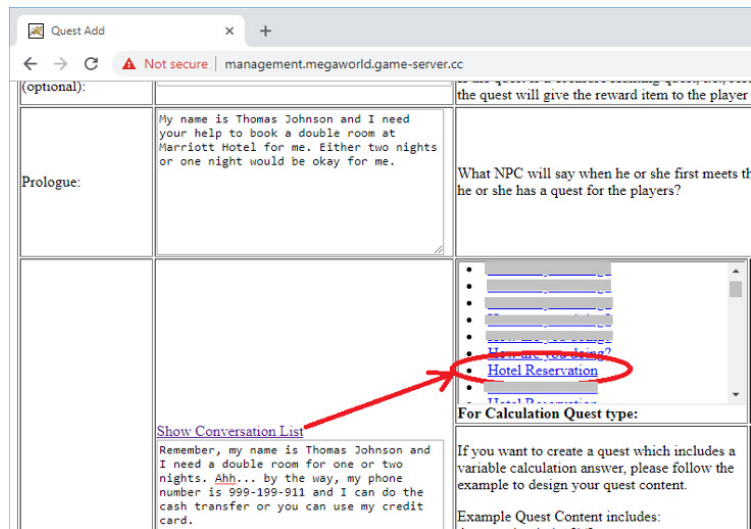 Quest Add
Not secure | management.megaworld.game-server.cc
(optional):
the quest will give the reward item to the player
Prologue:
My name is Thomas Johnson and I need
your help to book a double room at
Marriott Hotel for me. Either two nights
or one night would be okay for me.
What NPC will say when he or she first meets th
he or she has a quest for the players?
How are you doing?
Hotel Reservation
Hotel Reservation
For Calculation Quest type:
Show Conversation List
Remember, my name is Thomas Johnson and
I need a double room for one or two
nights. Ahh... by the way, my phone
number is 999-199-911 and I can do the
cash transfer or you can use my credit
card.
If you want to create a quest which includes a
variable calculation answer, please follow the
example to design your quest content.
Example Quest Content includes: